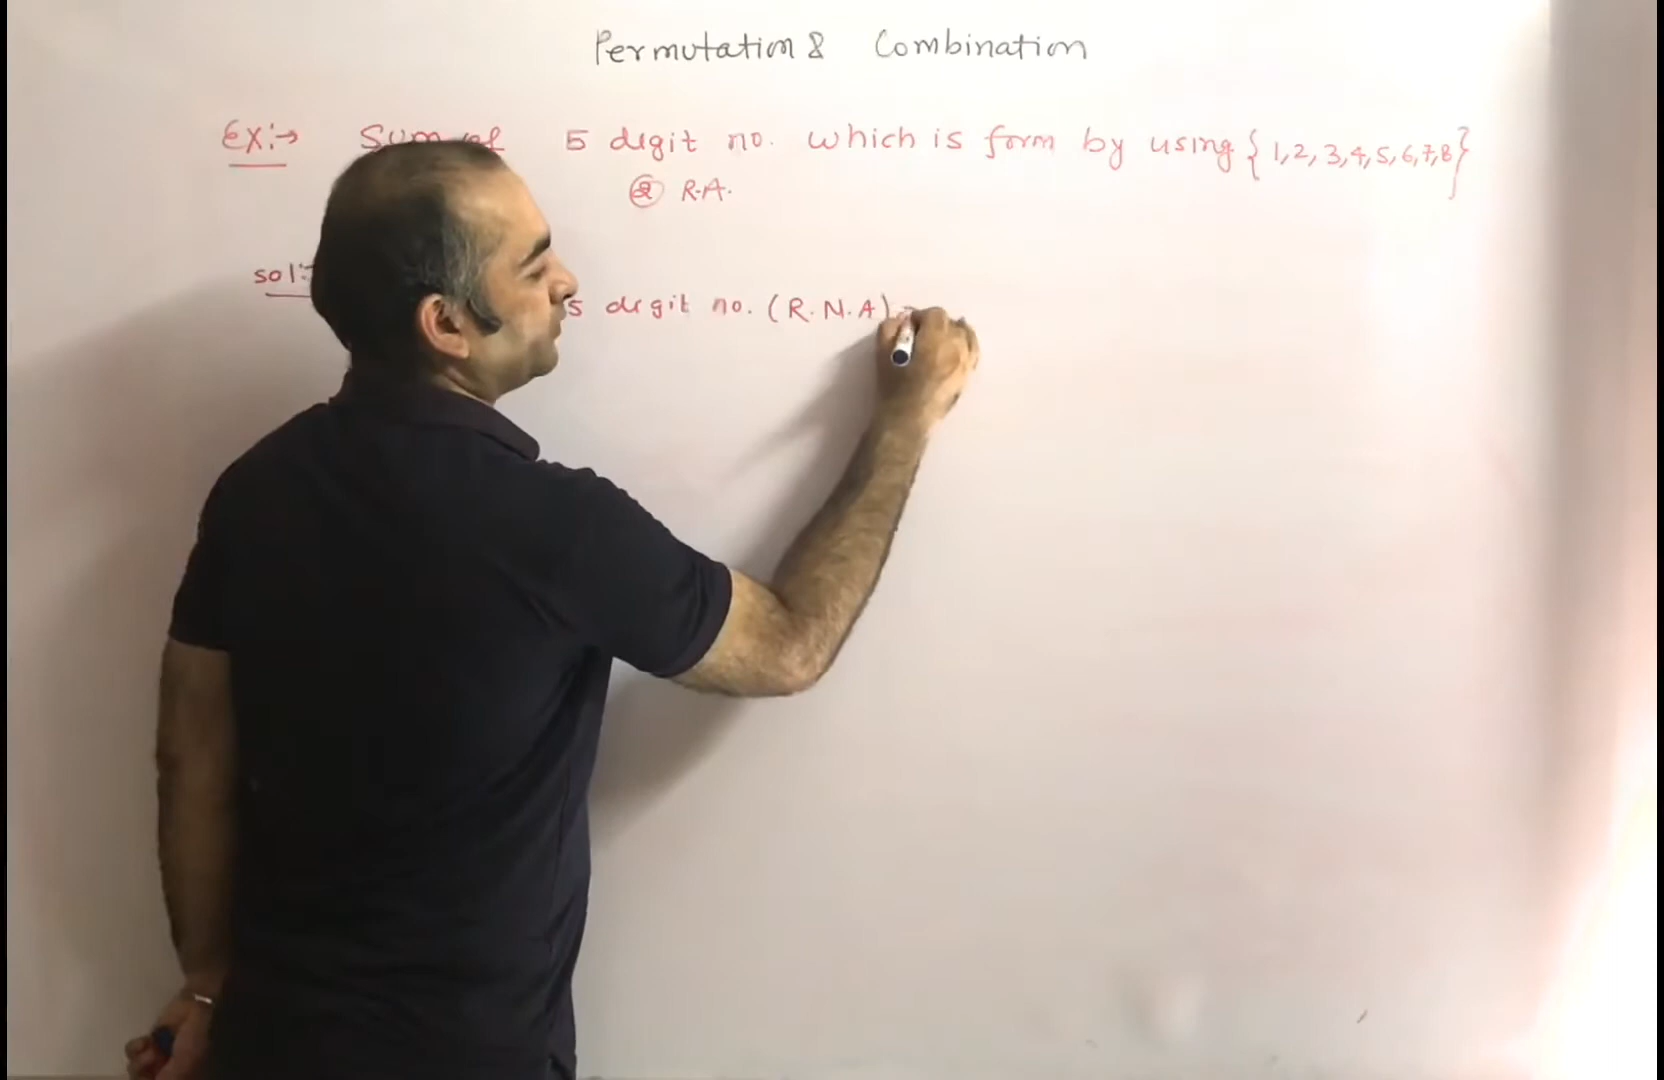 Permutation & Combination
Ex:→ Sum of 5 digit no. which is form by using {1,2,3,4,5,6,7,8}
② R.A.
sol:
5 digit no. (R.N.A) =